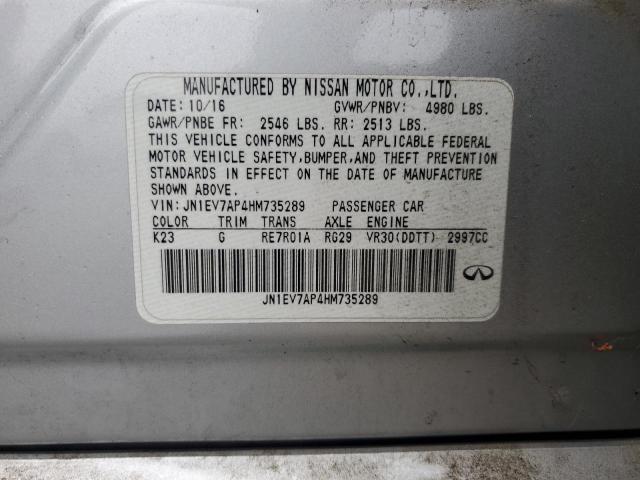 MANUFACTURED BY NISSAN MOTOR CO.,LTD.
DATE: 10/16 GVWR/PNBV: 4980 LBS.
GAWR/PNBE FR: 2546 LBS. RR: 2513 LBS.
THIS VEHICLE CONFORMS TO ALL APPLICABLE FEDERAL
MOTOR VEHICLE SAFETY,BUMPER,AND THEFT PREVENTION
STANDARDS IN EFFECT ON THE DATE OF MANUFACTURE
SHOWN ABOVE.
VIN: JN1EV7AP4HM735289 PASSENGER CAR
COLOR TRIM TRANS AXLE ENGINE
K23 G RE7R01A RG29 VR30(DDTT) 2997CC
JN1EV7AP4HM735289